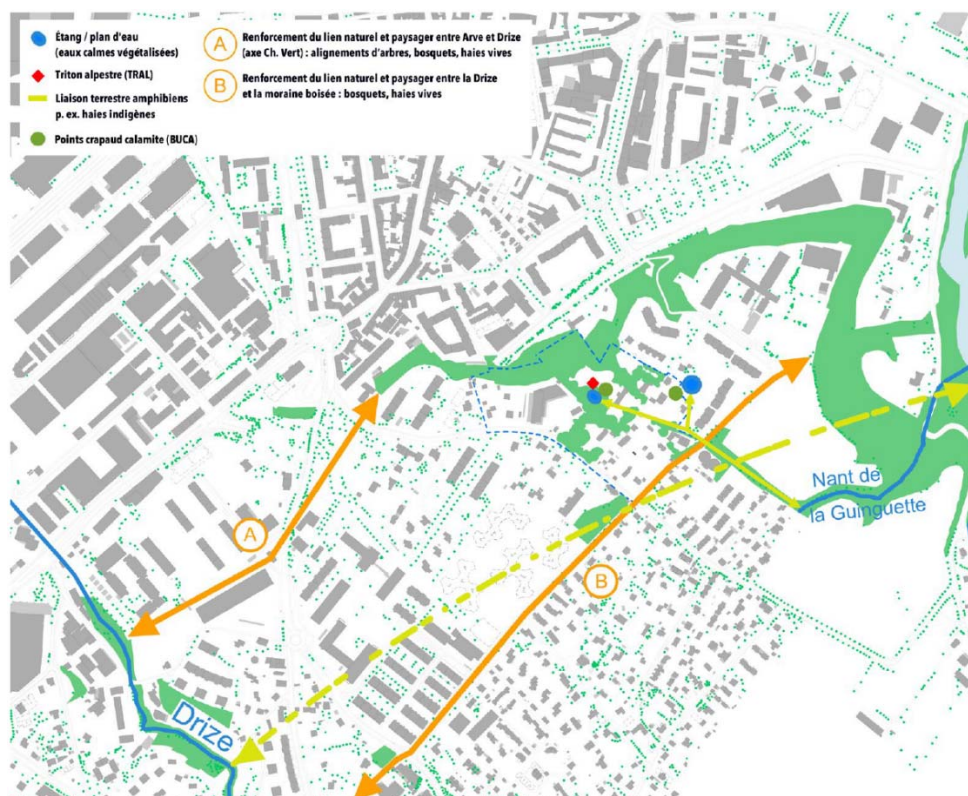 Étang / plan d'eau
(eaux calmes végétalisées)
Triton alpestre (TRAL)
Liaison terrestre amphibiens
p. ex. haies indigènes
Points crapaud calamite (BUCA)
A
Renforcement du lien naturel et paysager entre Arve et Drize
(axe Ch. Vert) : alignements d'arbres, bosquets, haies vives
B
Renforcement du lien naturel et paysager entre la Drize
et la moraine boisée : bosquets, haies vives
A
B
Nant de
la Guinguette
Drize